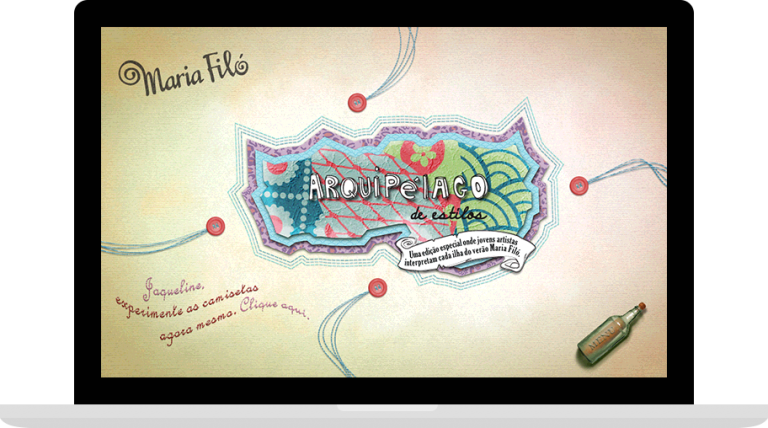 Maria Filó
ARQUIPÉLAGO
de estilos
Uma edição especial onde jovens artistas
interpretam cada ilha do verão Maria Filó.
Jaqueline,
experimente as camisetas
agora mesmo. Clique aqui.